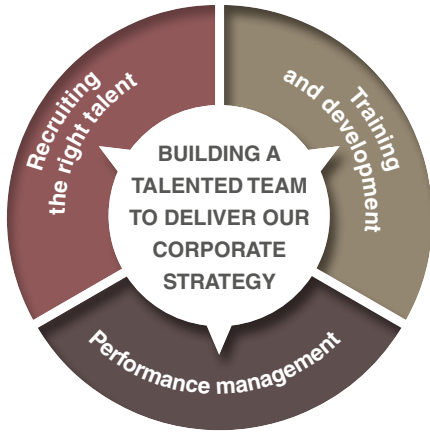 Recruiting
the right talent
Training
and development
BUILDING A
TALENTED TEAM
TO DELIVER OUR
CORPORATE
STRATEGY
Performance management